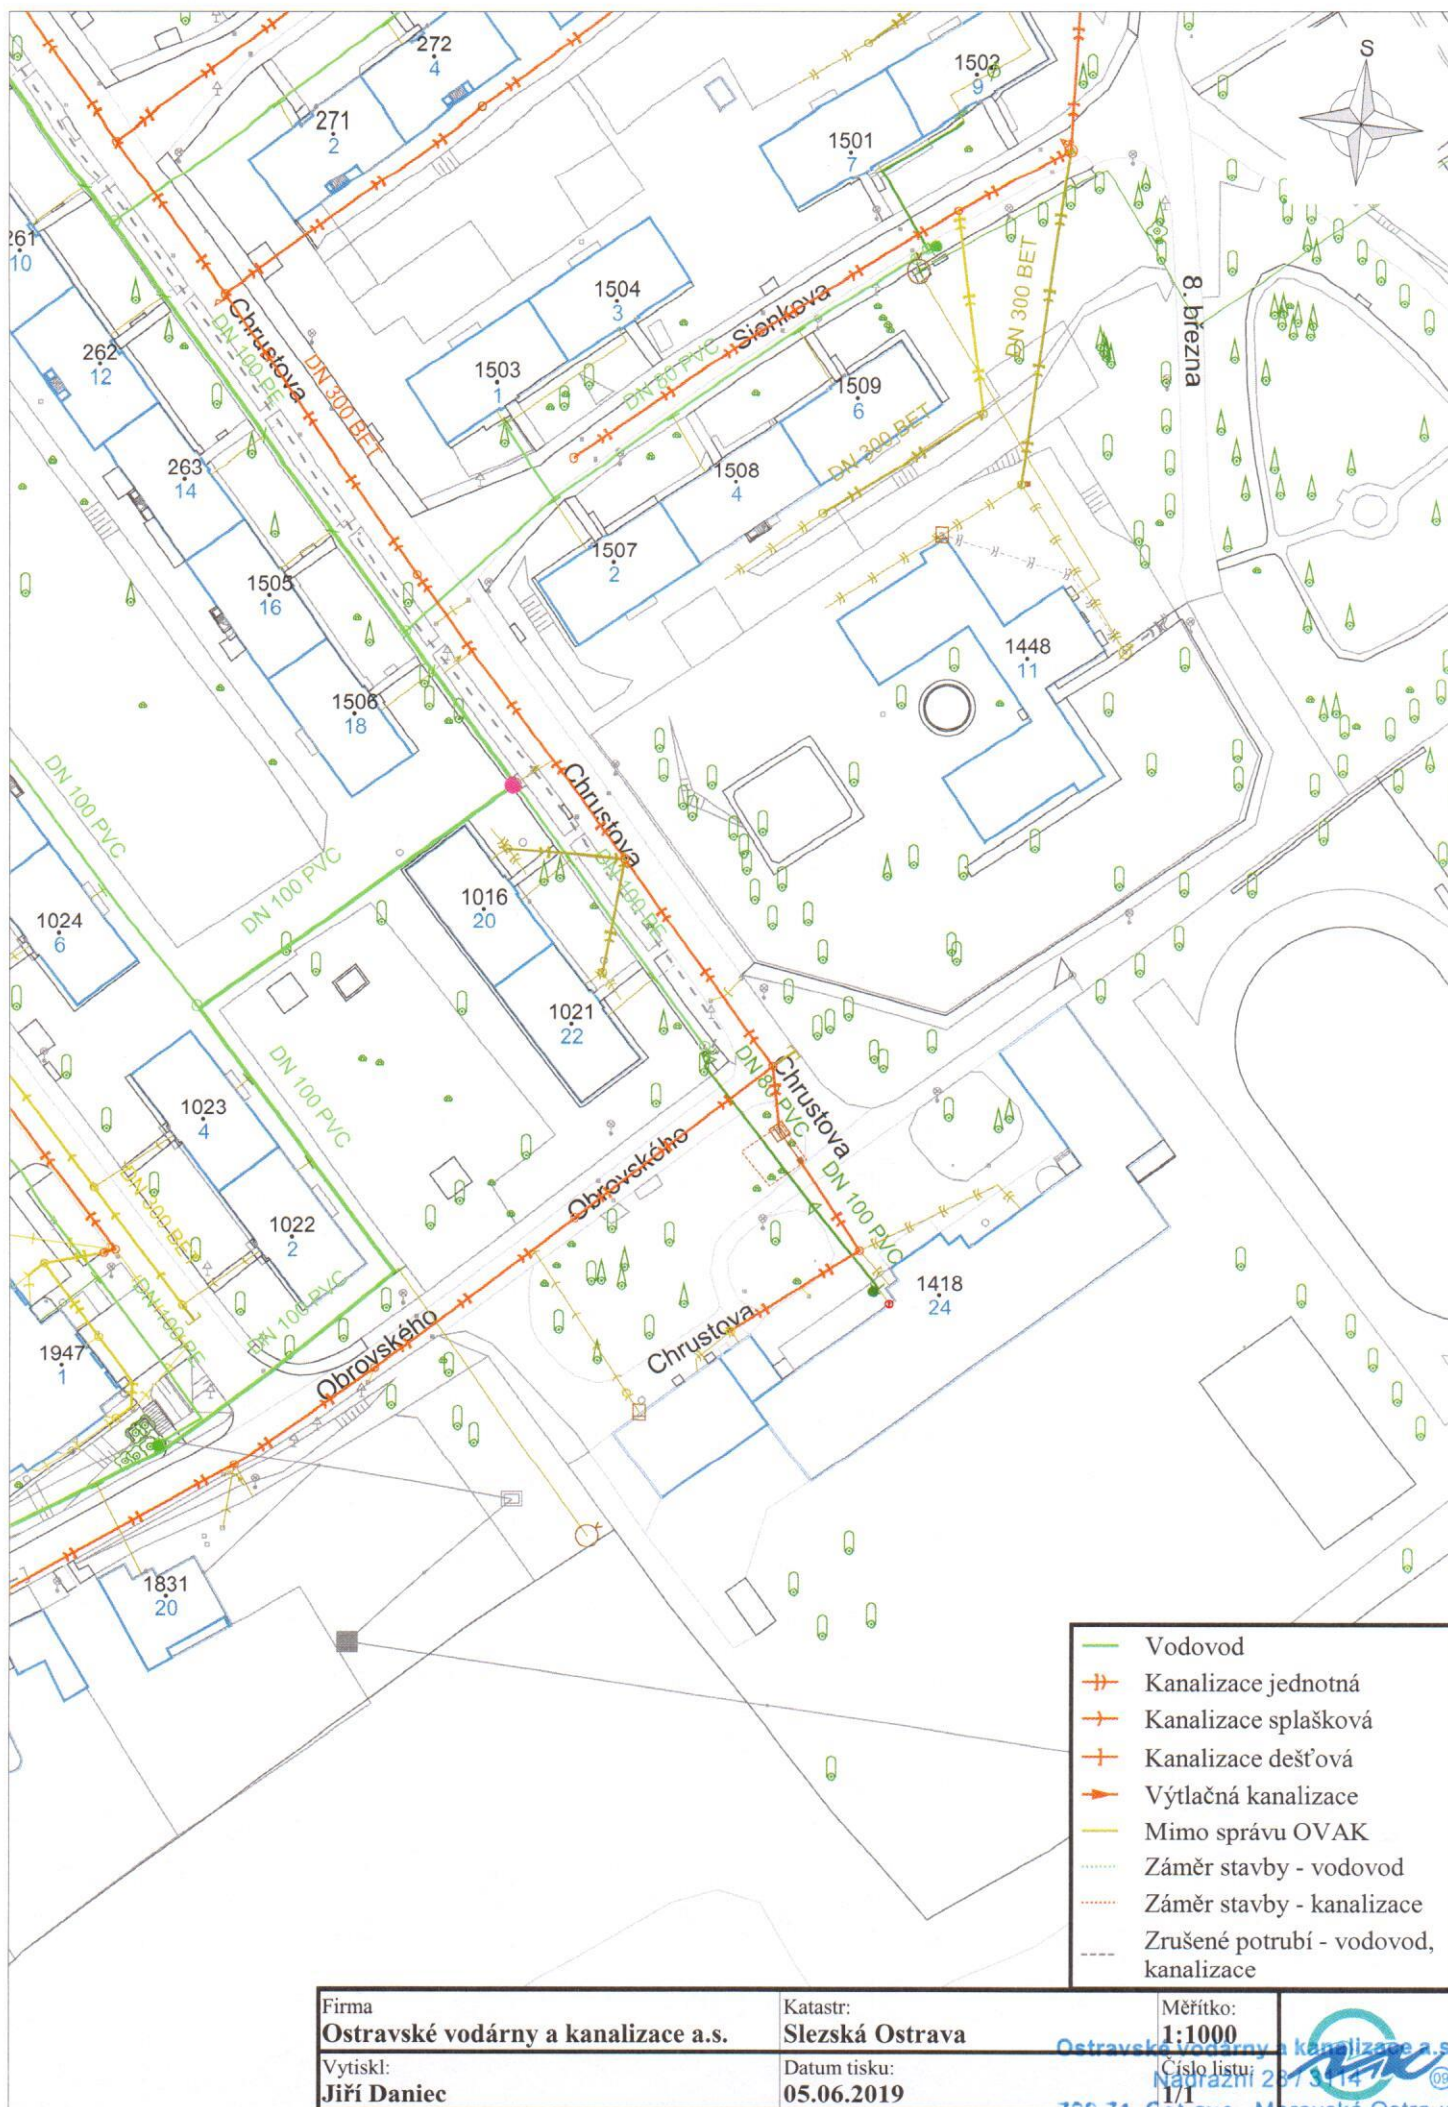 272
4
S
1502
9
271
2
1501
7
10
1504
3
8. března
Chrustova
DN 100 PE
DN 300 BET
Sionkova
DN 300 BET
262
12
1503
1
DN 80 PVC
1509
6
DN 300 BET
263
14
1508
4
1507
2
1505
16
1448
11
1506
18
DN 100 PVC
Chrustova
DN 100 PVC
1016
20
DN 100 PE
1024
6
1021
22
DN 100 PVC
DN 80 PVC
Chrustova
1023
4
Obrovského
DN 300 BET
DN 100 PVC
1022
2
1418
24
DN 100 PE
DN 100 PVC
Obrovského
Chrustova
1947
1
1831
20
Vodovod
Kanalizace jednotná
Kanalizace splašková
Kanalizace dešťová
Výtlačná kanalizace
Mimo správu OVAK
Záměr stavby - vodovod
Záměr stavby - kanalizace
Zrušené potrubí - vodovod,
kanalizace
Firma
Ostravské vodárny a kanalizace a.s.
Katastr:
Slezská Ostrava
Měřítko:
1:1000
Ostravské vodárny a kanalizace a.s
Vytiskl:
Jiří Daniec
Datum tisku:
05.06.2019
Číslo listu:
1/1
Nádražní 28/3114